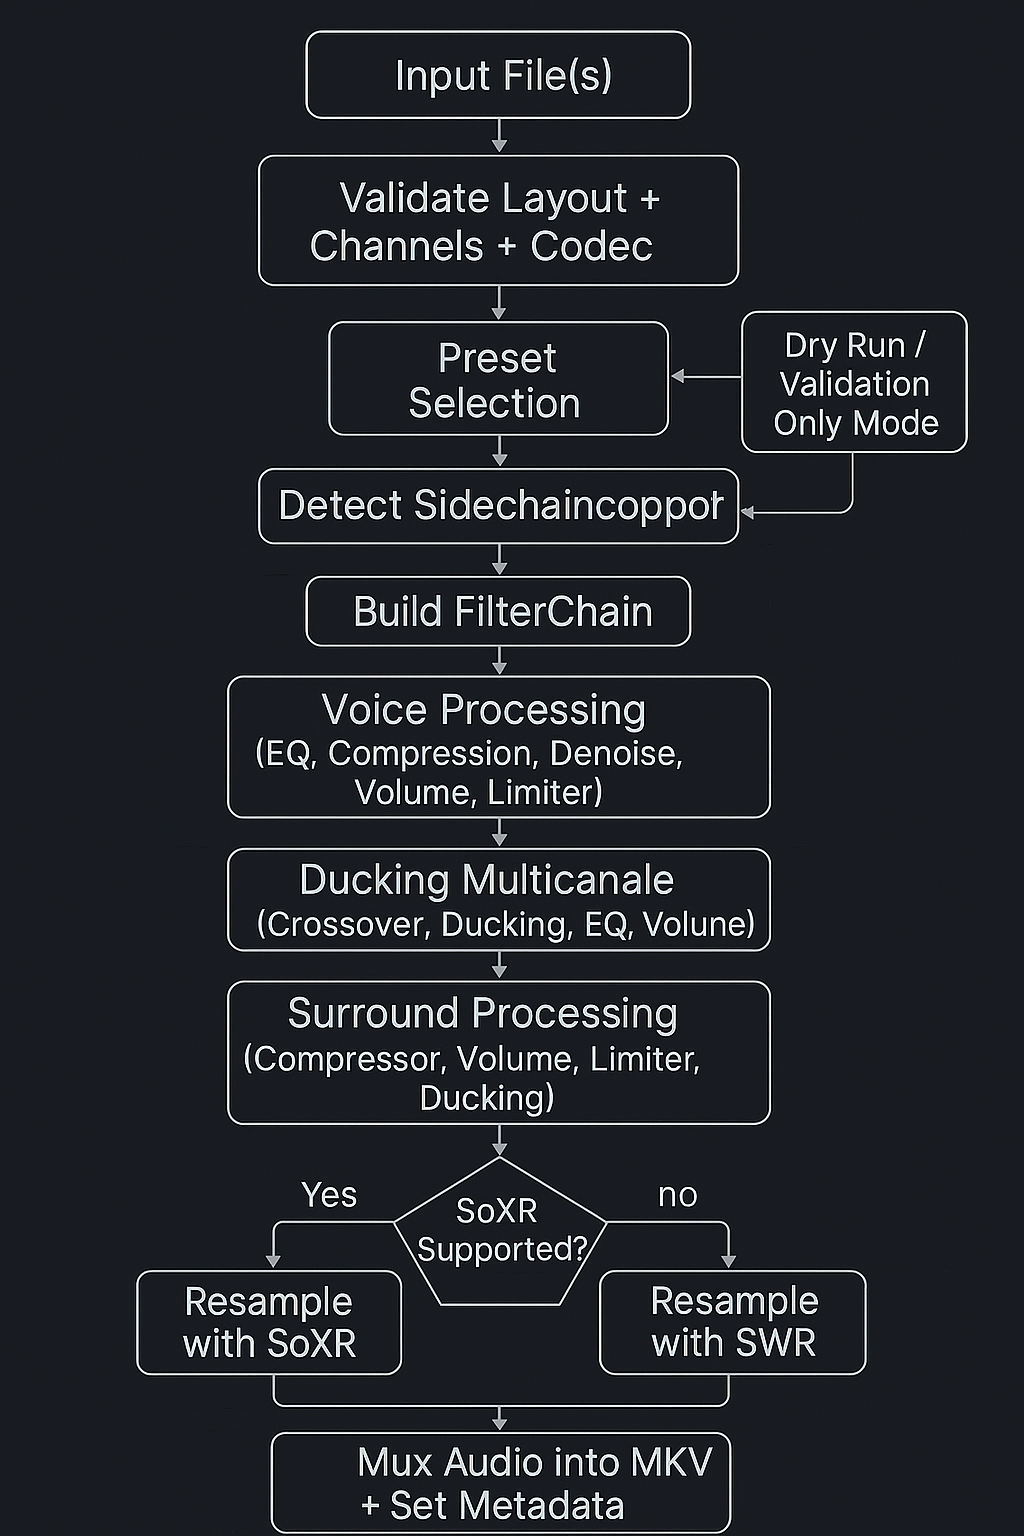 Input File(s)
Validate Layout +
Channels + Codec
Preset
Selection
Dry Run /
Validation
Only Mode
Detect Sidechaincoppor
Build FilterChain
Voice Processing
(EQ, Compression, Denoise,
Volume, Limiter)
Ducking Multicanale
(Crossover, Ducking, EQ, Volune)
Surround Processing
(Compressor, Volume, Limiter,
Ducking)
Yes
SoXR
Supported?
no
Resample
with SoXR
Resample
with SWR
Mux Audio into MKV
+ Set Metadata